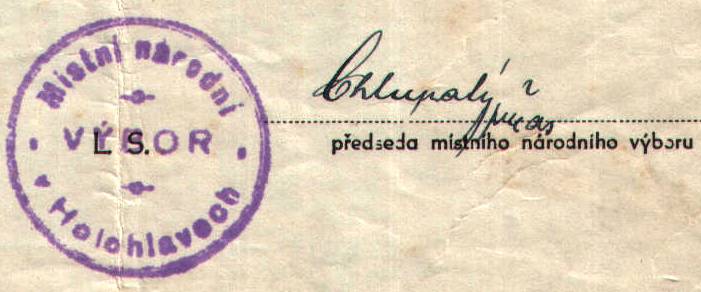 Místní národní
VÝBOR
v Holohlavech
L. S.
Chlupatý
předseda místního národního výboru